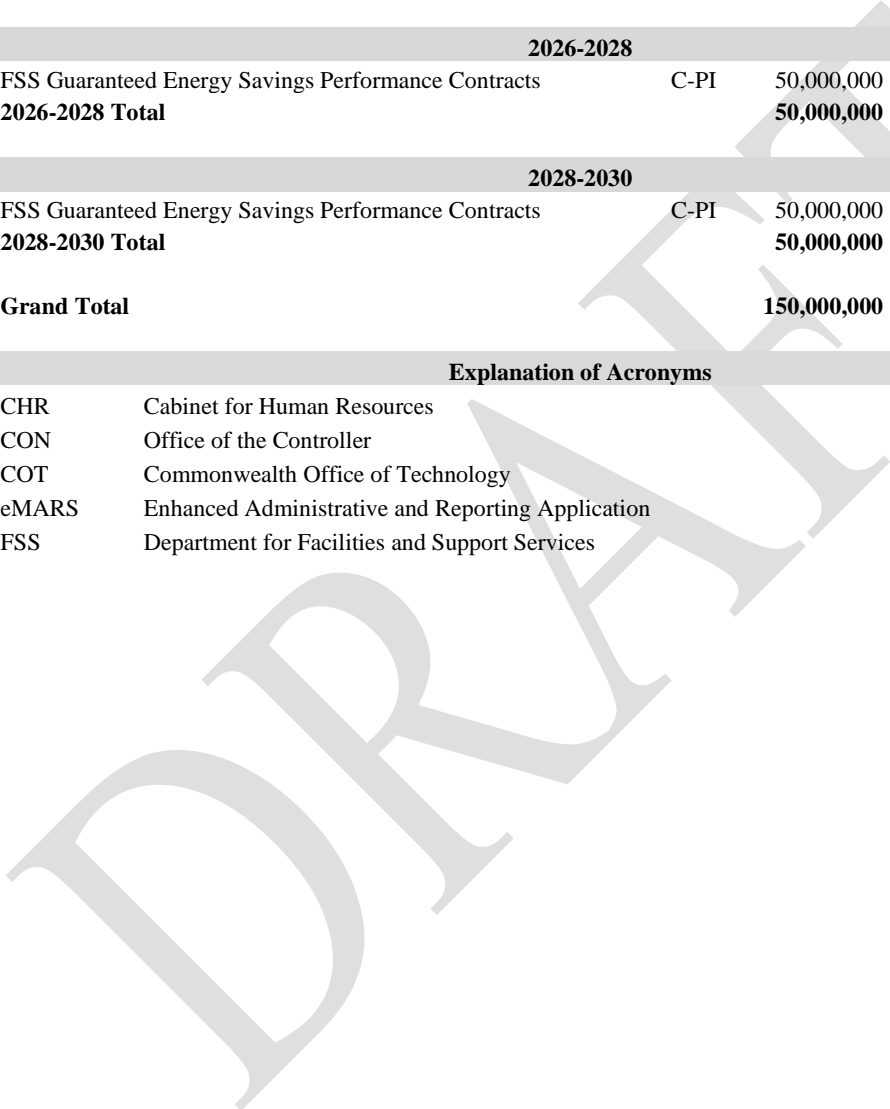 2026-2028
FSS Guaranteed Energy Savings Performance Contracts C-PI 50,000,000
2026-2028 Total 50,000,000
2028-2030
FSS Guaranteed Energy Savings Performance Contracts C-PI 50,000,000
2028-2030 Total 50,000,000
Grand Total 150,000,000
Explanation of Acronyms
CHR Cabinet for Human Resources
CON Office of the Controller
COT Commonwealth Office of Technology
eMARS Enhanced Administrative and Reporting Application
FSS Department for Facilities and Support Services
DRAFT